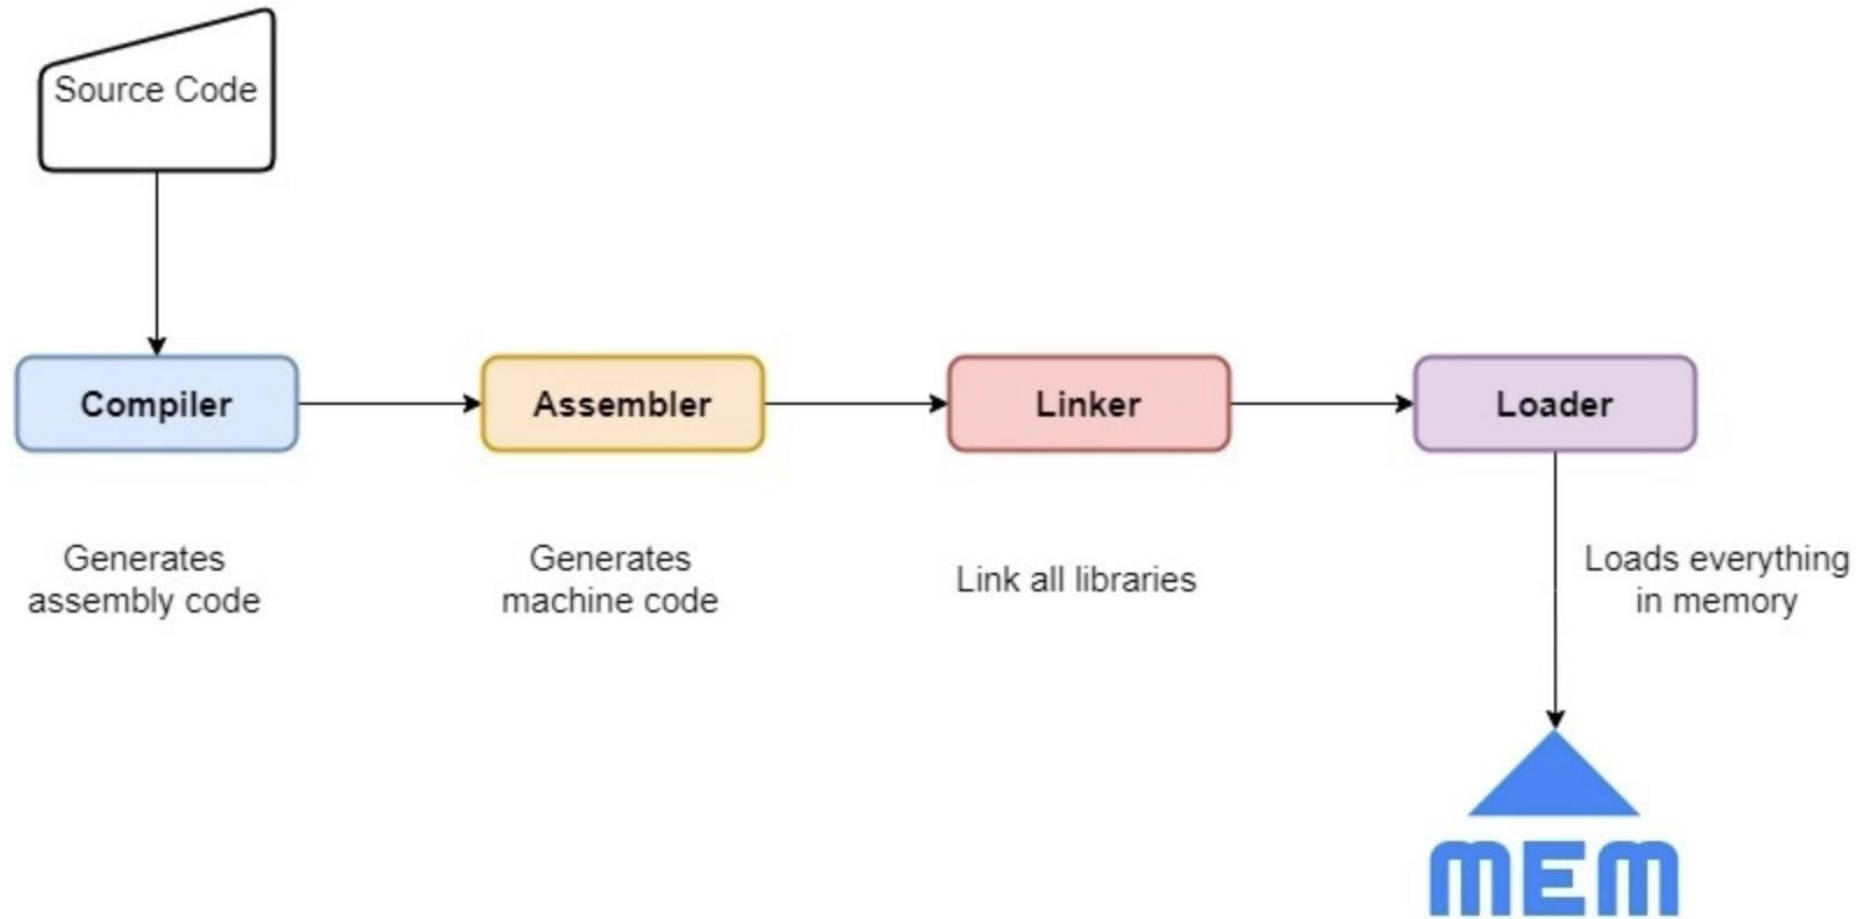 Source Code
Compiler
Assembler
Linker
Loader
Generates
assembly code
Generates
machine code
Link all libraries
Loads everything
in memory
MEM